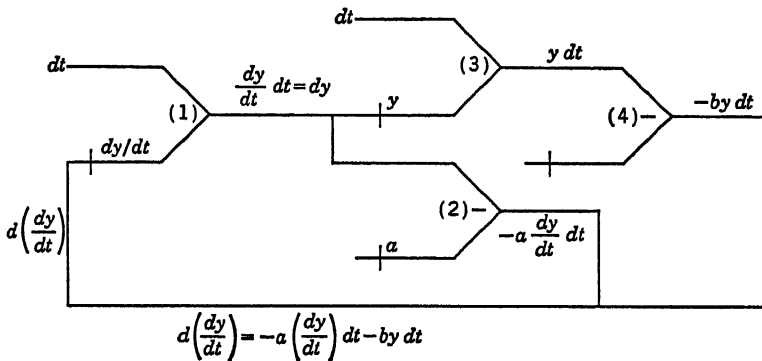 dt
dt
(3)
y dt
dy/dt dt = dy
(1)
y
(4)−
−by dt
dy/dt
(2)−
d(dy/dt)
−a dy/dt dt
a
d(dy/dt) = −a(dy/dt) dt − by dt